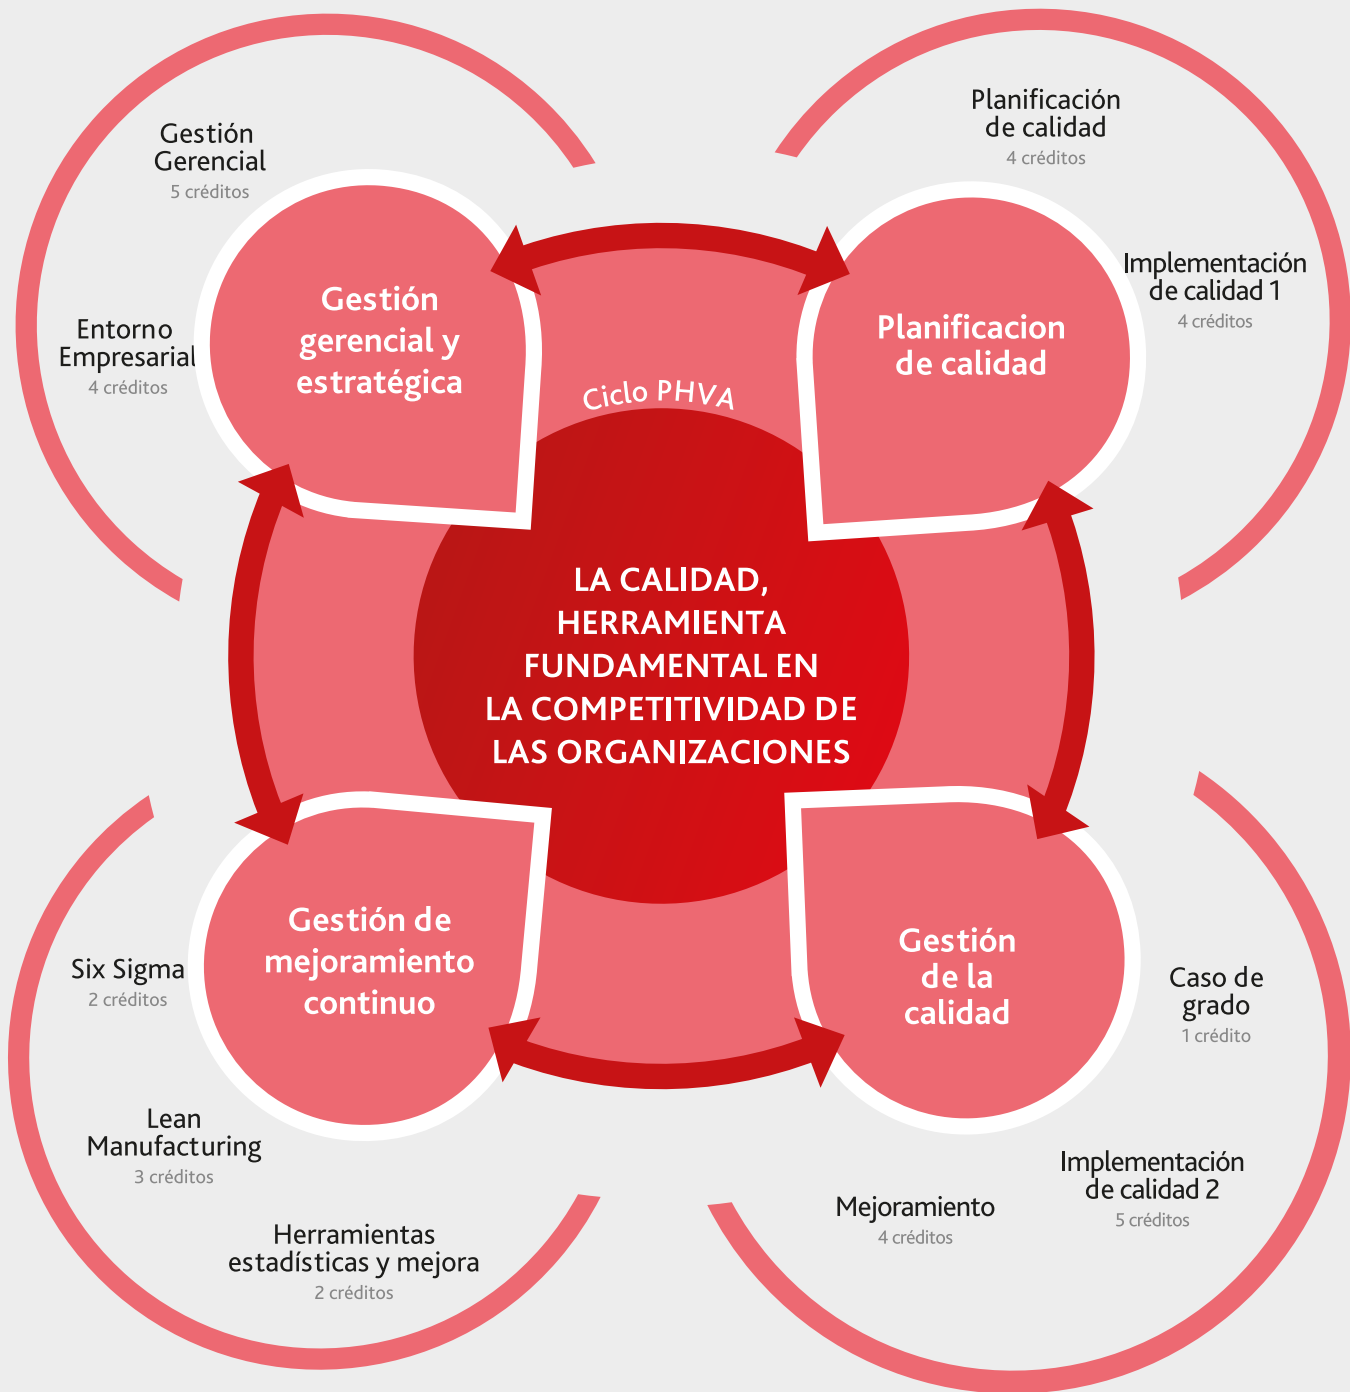 Gestión
Gerencial
5 créditos
Entorno
Empresarial
4 créditos
Gestión
gerencial y
estratégica
Planificación
de calidad
4 créditos
Implementación
de calidad 1
4 créditos
Planificacion
de calidad
Ciclo PHVA
LA CALIDAD,
HERRAMIENTA
FUNDAMENTAL EN
LA COMPETITIVIDAD DE
LAS ORGANIZACIONES
Gestión de
mejoramiento
continuo
Six Sigma
2 créditos
Lean
Manufacturing
3 créditos
Herramientas
estadísticas y mejora
2 créditos
Gestión
de la
calidad
Caso de
grado
1 crédito
Implementación
de calidad 2
5 créditos
Mejoramiento
4 créditos